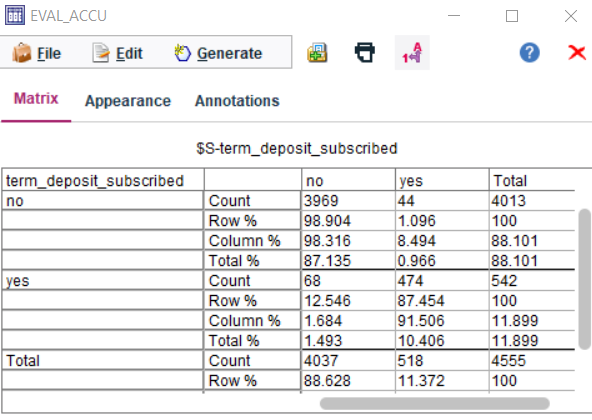 EVAL_ACCU
File Edit Generate
Matrix Appearance Annotations
$S-term_deposit_subscribed
term_deposit_subscribed no yes Total
no Count 3969 44 4013
Row % 98.904 1.096 100
Column % 98.316 8.494 88.101
Total % 87.135 0.966 88.101
yes Count 68 474 542
Row % 12.546 87.454 100
Column % 1.684 91.506 11.899
Total % 1.493 10.406 11.899
Total Count 4037 518 4555
Row % 88.628 11.372 100